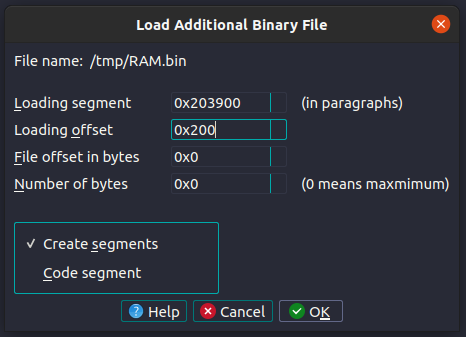 Load Additional Binary File
File name: /tmp/RAM.bin
Loading segment 0x203900 (in paragraphs)
Loading offset 0x200
File offset in bytes 0x0
Number of bytes 0x0 (0 means maxmimum)
✓ Create segments
Code segment
Help Cancel OK